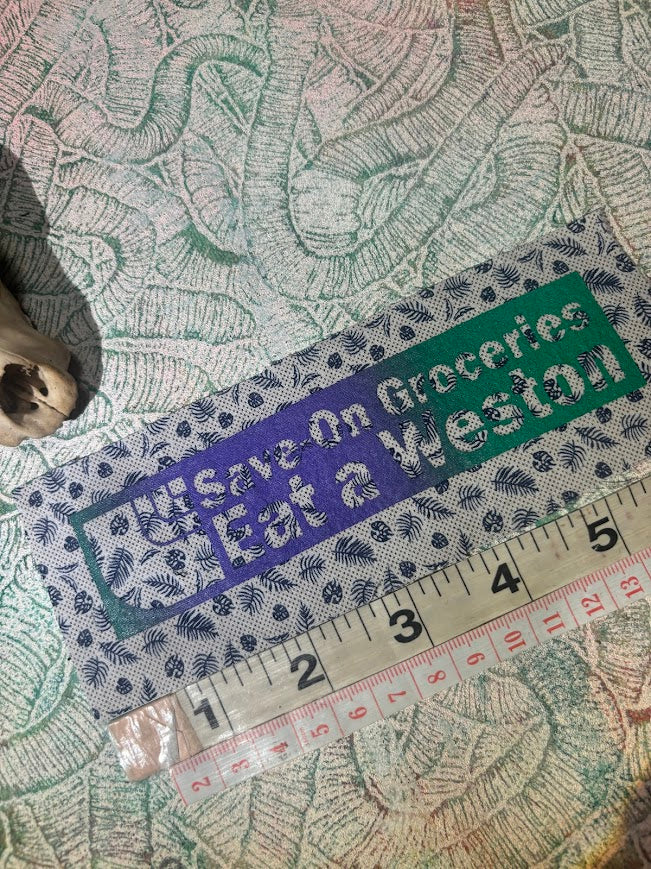 Save-On Groceries
Eat a Weston
1 2 3 4 5
2 3 4 5 6 7 8 9 10 11 12 13